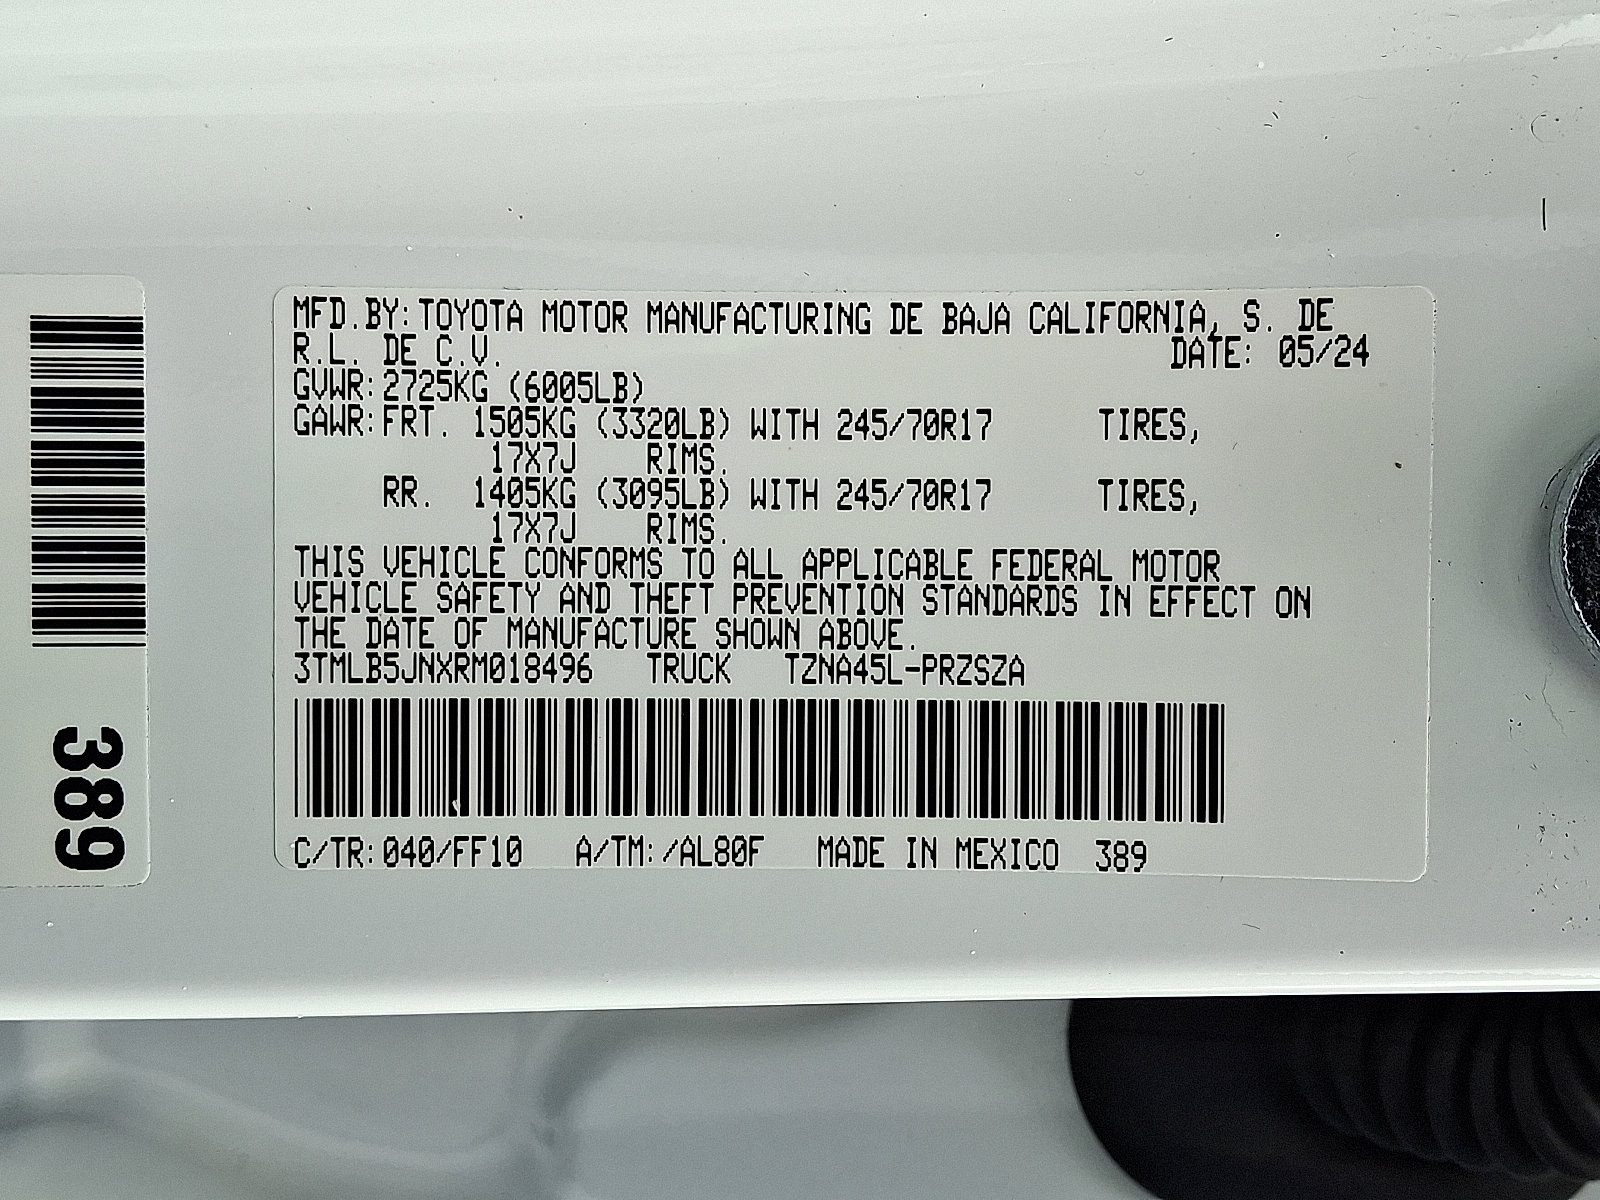 MFD.BY:TOYOTA MOTOR MANUFACTURING DE BAJA CALIFORNIA, S. DE
R.L. DE C.V. DATE: 05/24
GVWR:2725KG (6005LB)
GAWR:FRT. 1505KG (3320LB) WITH 245/70R17 TIRES,
17X7J RIMS.
RR. 1405KG (3095LB) WITH 245/70R17 TIRES,
17X7J RIMS.
THIS VEHICLE CONFORMS TO ALL APPLICABLE FEDERAL MOTOR
VEHICLE SAFETY AND THEFT PREVENTION STANDARDS IN EFFECT ON
THE DATE OF MANUFACTURE SHOWN ABOVE.
3TMLB5JNXRM018496 TRUCK TZNA45L-PRZSZA
C/TR:040/FF10 A/TM:/AL80F MADE IN MEXICO 389
389